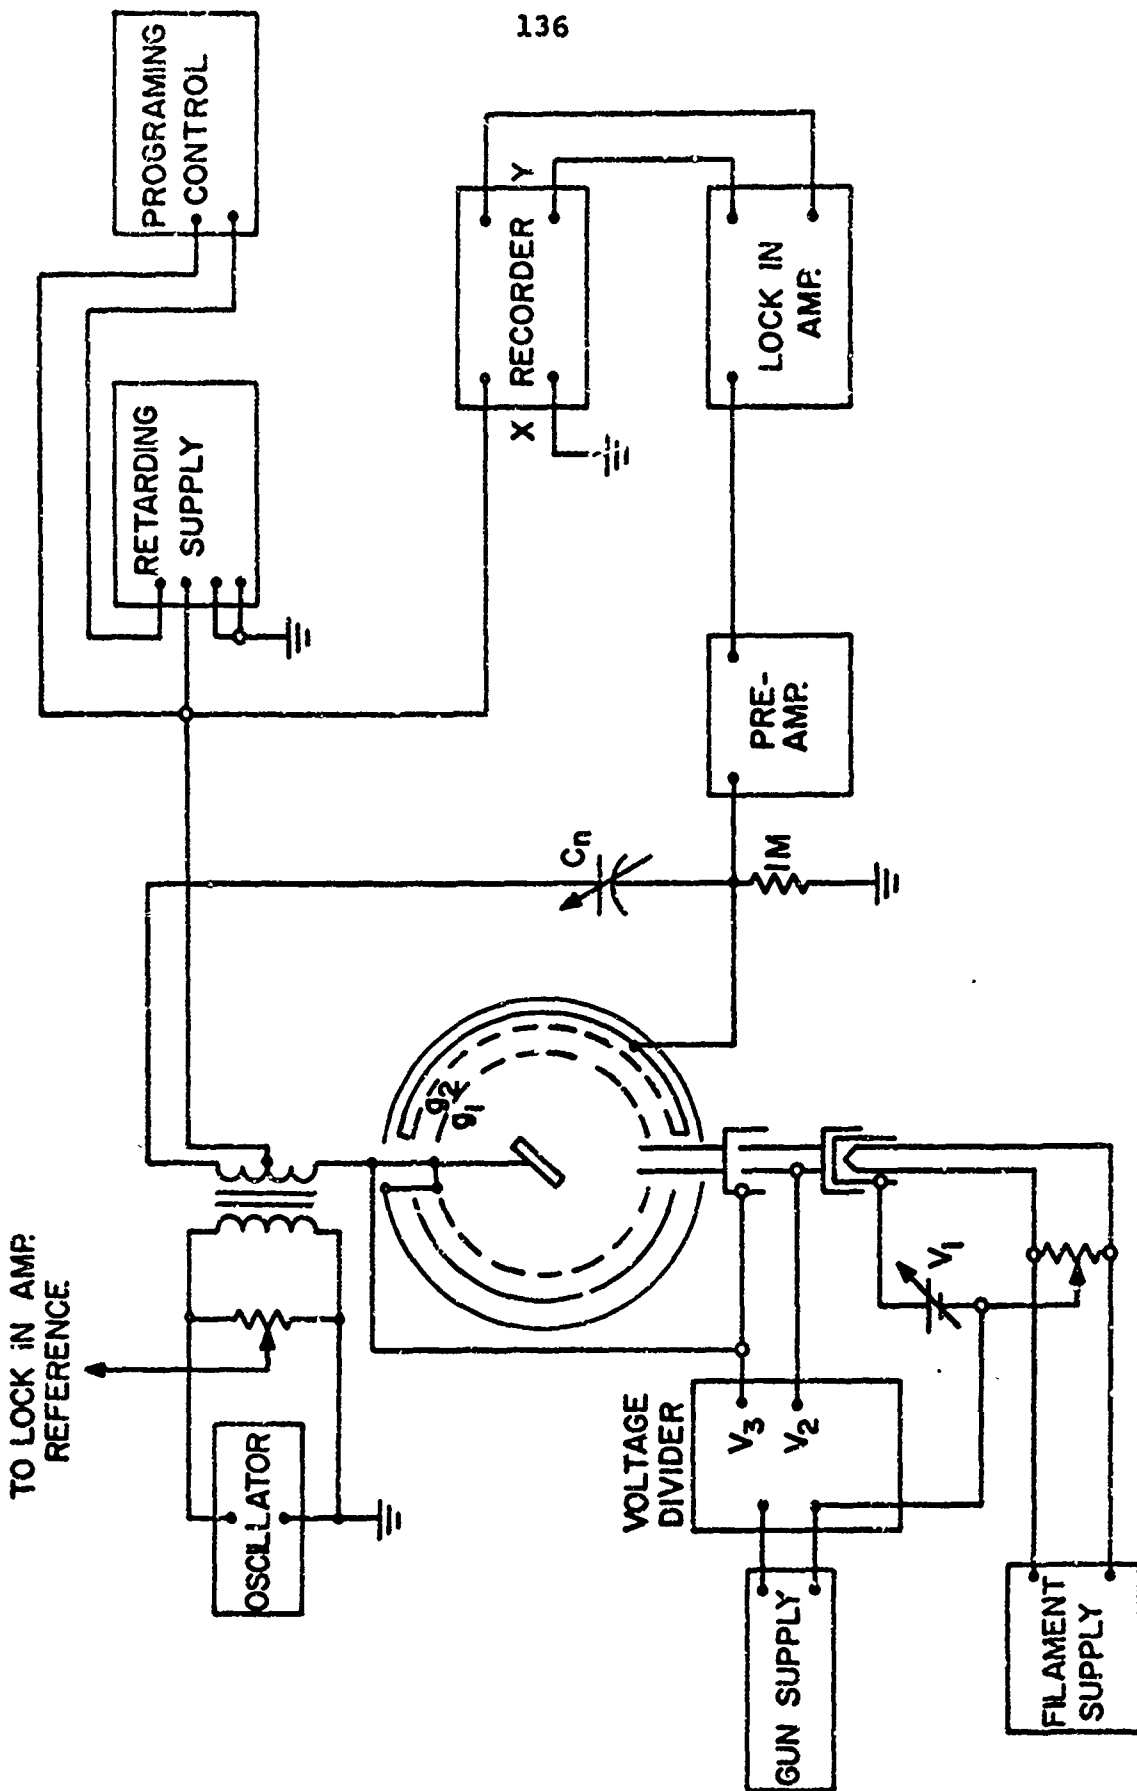 136
PROGRAMING
CONTROL
RETARDING
SUPPLY
X RECORDER Y
LOCK IN
AMP.
PRE-
AMP.
Cn
1M
g2
g1
TO LOCK IN AMP.
REFERENCE
OSCILLATOR
VOLTAGE
DIVIDER
V3
V2
V1
GUN SUPPLY
FILAMENT
SUPPLY